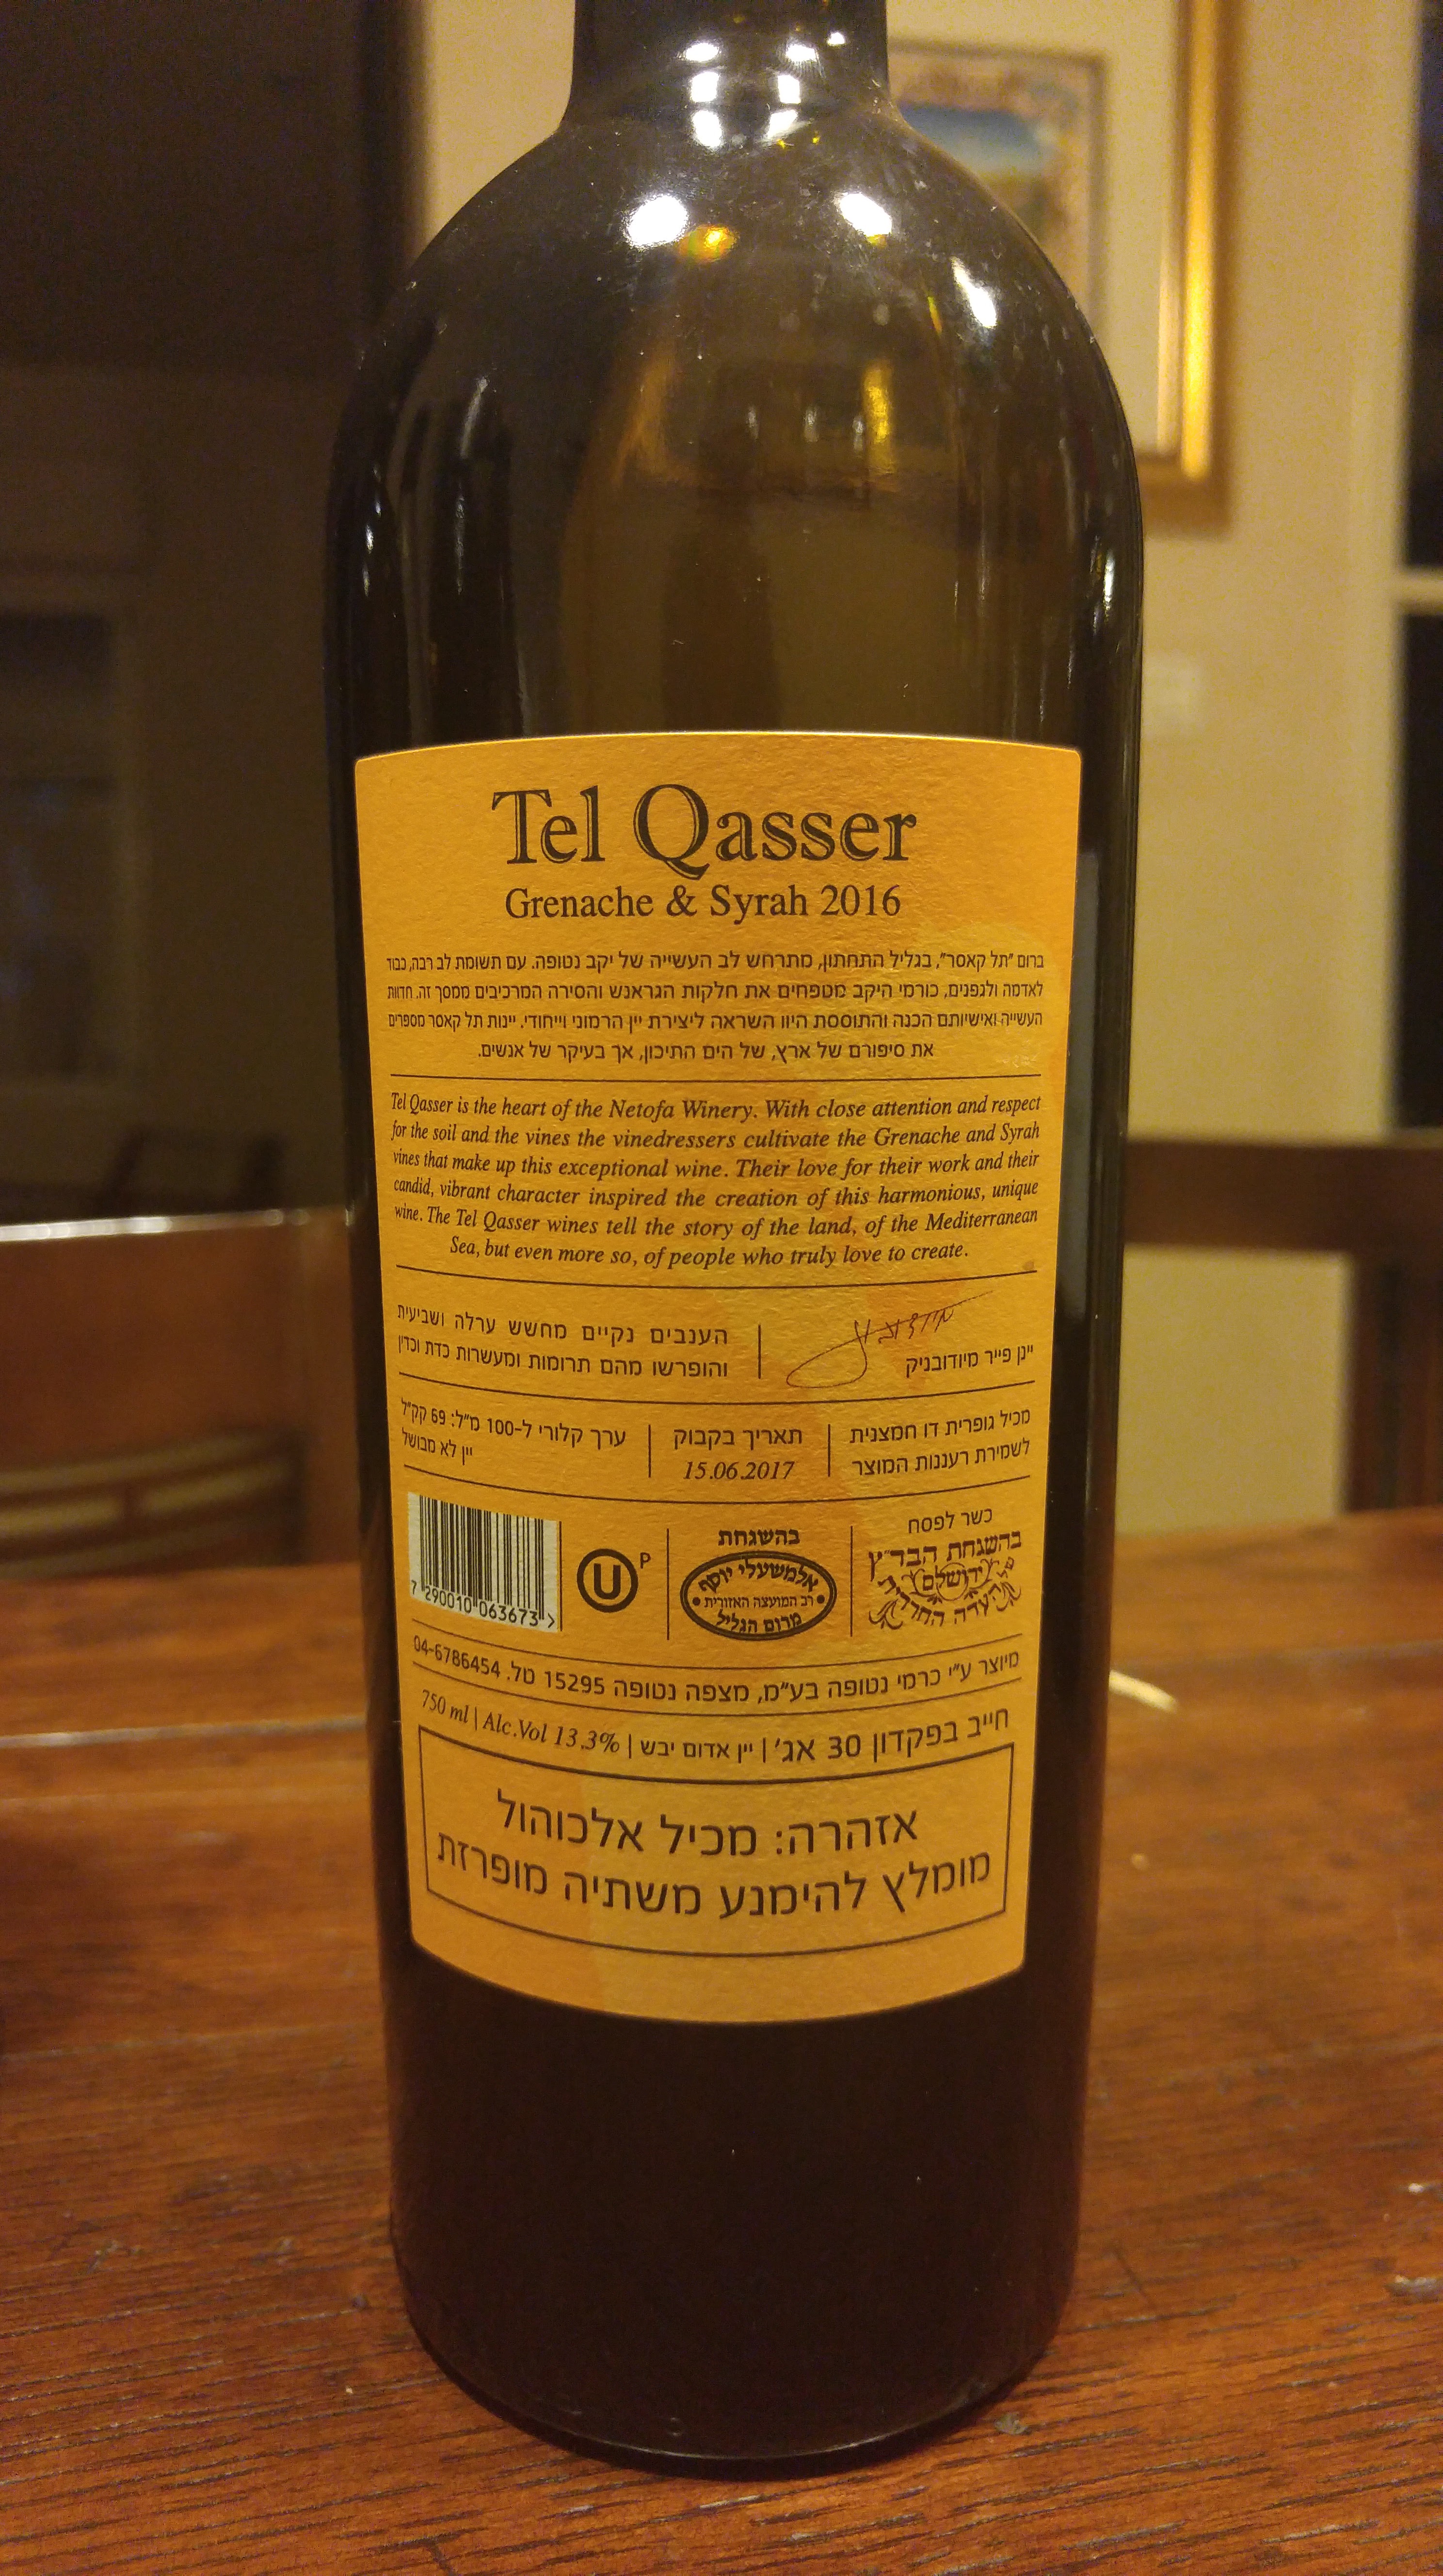 Tel Qasser
Grenache & Syrah 2016
ברום "תל קאסר", בגליל התחתון, מתרחש לב העשייה של יקב נטופה. עם תשומת לב רבה, כבוד
לאדמה ולגפנים, כורמי היקב מטפחים את חלקות הגראנש והסירה המרכיבים ממסך זה. חדוות
העשייה ואישיותם הכנה והתוססת היוו השראה ליצירת יין הרמוני וייחודי. יינות תל קאסר מספרים
את סיפורם של ארץ, של הים התיכון, אך בעיקר של אנשים.
Tel Qasser is the heart of the Netofa Winery. With close attention and respect
for the soil and the vines the vinedressers cultivate the Grenache and Syrah
vines that make up this exceptional wine. Their love for their work and their
candid, vibrant character inspired the creation of this harmonious, unique
wine. The Tel Qasser wines tell the story of the land, of the Mediterranean
Sea, but even more so, of people who truly love to create.
יינן פייר מיודובניק
הענבים נקיים מחשש ערלה ושביעית
והופרשו מהם תרומות ומעשרות כדת וכדין
מכיל גופרית דו חמצנית
לשמירת רעננות המוצר
תאריך בקבוק
15.06.2017
ערך קלורי ל-100 מ"ל: 69 קק"ל
יין לא מבושל
כשר לפסח
בהשגחת הבד"ץ
ירושלם
בהשגחת
אלמשעלי יוסף
רב המועצה האזורית
מרום הגליל
U P
7 290010 063673 >
מיוצר ע"י כרמי נטופה בע"מ, מצפה נטופה 15295 טל. 04-6786454
חייב בפקדון 30 אג' | יין אדום יבש | 750 ml | Alc.Vol 13.3%
אזהרה: מכיל אלכוהול
מומלץ להימנע משתיה מופרזת